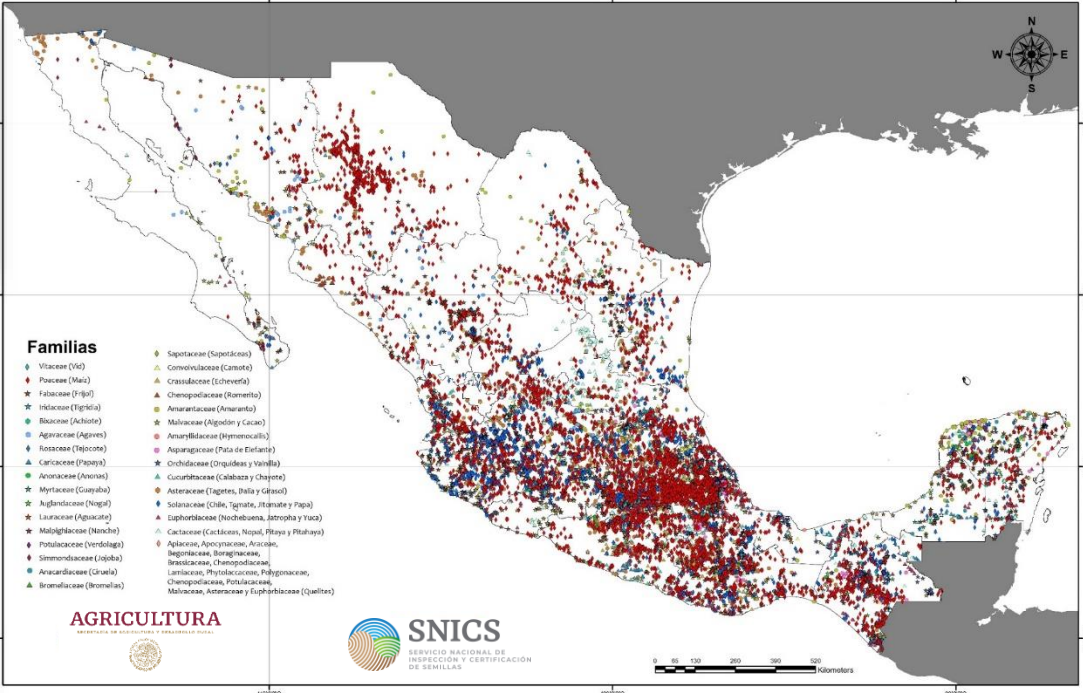 N
W E
S
Familias
Vitaceae (Vid)
Poaceae (Maíz)
Fabaceae (Frijol)
Iridaceae (Tigridia)
Bixaceae (Achiote)
Agavaceae (Agaves)
Rosaceae (Tejocote)
Caricaceae (Papaya)
Anonaceae (Anonas)
Myrtaceae (Guayaba)
Juglandaceae (Nogal)
Lauraceae (Aguacate)
Malpighiaceae (Nanche)
Potulacaceae (Verdolaga)
Simmondsaceae (Jojoba)
Anacardiaceae (Ciruela)
Bromeliaceae (Bromelias)
Sapotaceae (Sapotáceas)
Convolvulaceae (Camote)
Crassulaceae (Echeveria)
Chenopodiaceae (Romerito)
Amarantaceae (Amaranto)
Malvaceae (Algodón y Cacao)
Amaryllidaceae (Hymenocallis)
Asparagaceae (Pata de Elefante)
Orchidaceae (Orquídeas y Vainilla)
Cucurbitaceae (Calabaza y Chayote)
Asteraceae (Tagetes, Dalia y Girasol)
Solanaceae (Chile, Tomate, Jitomate y Papa)
Euphorbiaceae (Nochebuena, Jatropha y Yuca)
Cactaceae (Cactáceas, Nopal, Pitaya y Pitahaya)
Apiaceae, Apocynaceae, Araceae,
Begoniaceae, Boraginaceae,
Brassicaceae, Chenopodiaceae,
Lamiaceae, Phytolaccaceae, Polygonaceae,
Chenopodiaceae, Potulacaceae,
Malvaceae, Asteraceae y Euphorbiaceae (Quelites)
AGRICULTURA
SECRETARÍA DE AGRICULTURA Y DESARROLLO RURAL
SNICS
SERVICIO NACIONAL DE
INSPECCIÓN Y CERTIFICACIÓN
DE SEMILLAS
0 65 130 260 390 520
Kilometers